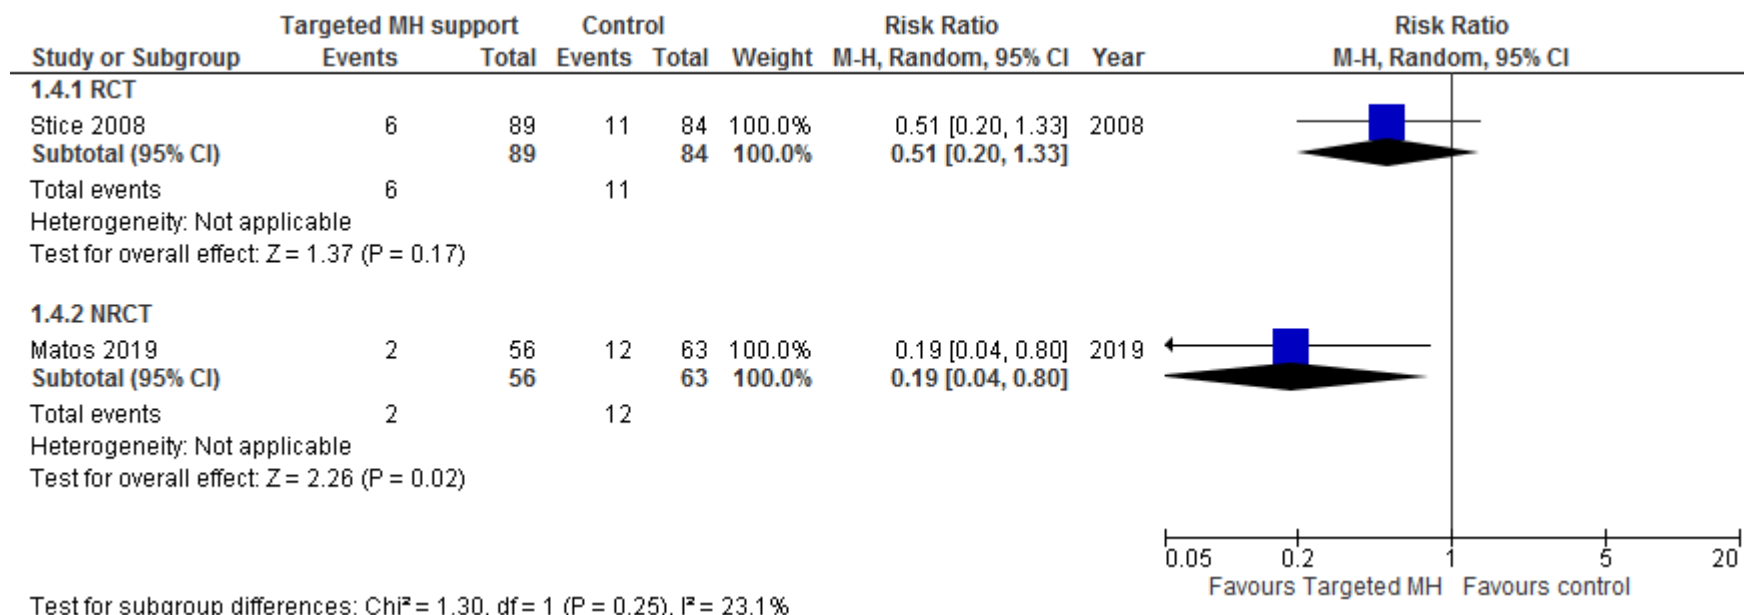 Targeted MH support Control Risk Ratio Risk Ratio
Study or Subgroup Events Total Events Total Weight M-H, Random, 95% CI Year M-H, Random, 95% CI
1.4.1 RCT
Stice 2008 6 89 11 84 100.0% 0.51 [0.20, 1.33] 2008
Subtotal (95% CI) 89 84 100.0% 0.51 [0.20, 1.33]
Total events 6 11
Heterogeneity: Not applicable
Test for overall effect: Z = 1.37 (P = 0.17)
1.4.2 NRCT
Matos 2019 2 56 12 63 100.0% 0.19 [0.04, 0.80] 2019
Subtotal (95% CI) 56 63 100.0% 0.19 [0.04, 0.80]
Total events 2 12
Heterogeneity: Not applicable
Test for overall effect: Z = 2.26 (P = 0.02)
0.05 0.2 1 5 20
Favours Targeted MH Favours control
Test for subgroup differences: Chi² = 1.30, df = 1 (P = 0.25), I² = 23.1%